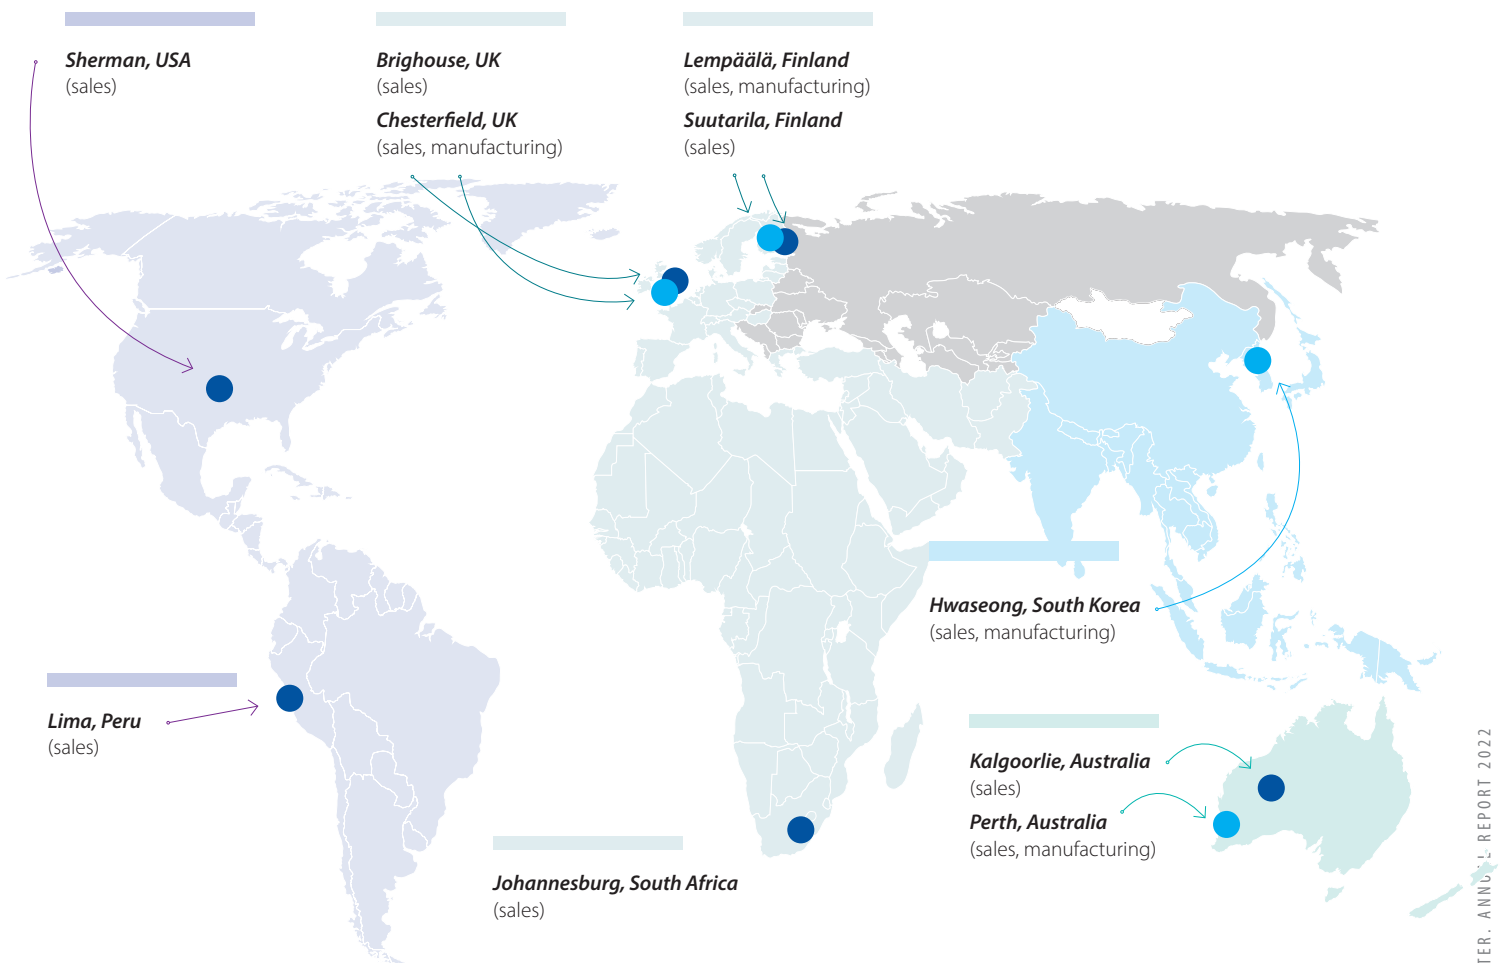 Sherman, USA
(sales)
Brighouse, UK
(sales)
Chesterfield, UK
(sales, manufacturing)
Lempäälä, Finland
(sales, manufacturing)
Suutarila, Finland
(sales)
Hwaseong, South Korea
(sales, manufacturing)
Lima, Peru
(sales)
Kalgoorlie, Australia
(sales)
Perth, Australia
(sales, manufacturing)
Johannesburg, South Africa
(sales)
TER. ANNUAL REPORT 2022